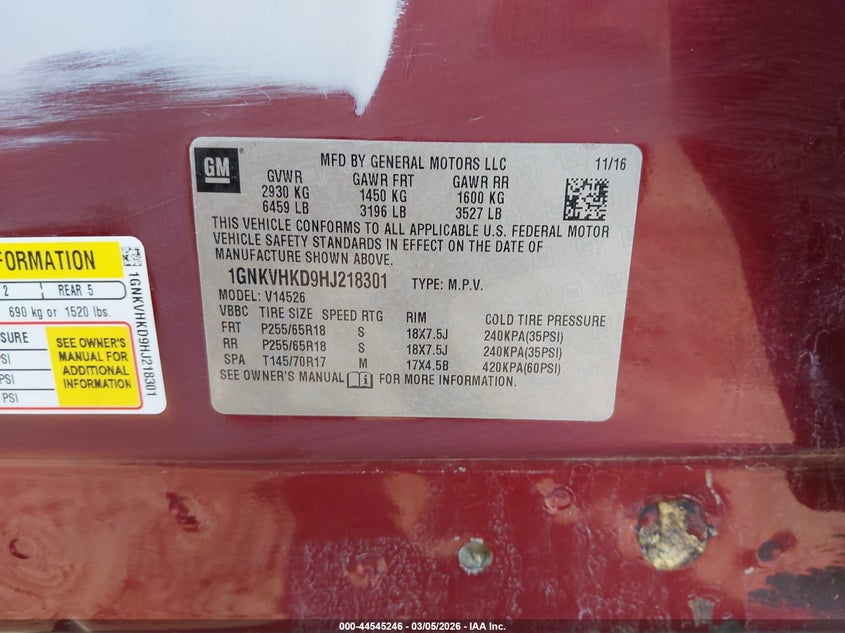 GM
MFD BY GENERAL MOTORS LLC 11/16
GVWR GAWR FRT GAWR RR
2930 KG 1450 KG 1600 KG
6459 LB 3196 LB 3527 LB
THIS VEHICLE CONFORMS TO ALL APPLICABLE U.S. FEDERAL MOTOR
VEHICLE SAFETY STANDARDS IN EFFECT ON THE DATE OF
MANUFACTURE SHOWN ABOVE.
1GNKVHKD9HJ218301 TYPE: M.P.V.
MODEL: V14526
VBBC TIRE SIZE SPEED RTG RIM COLD TIRE PRESSURE
FRT P255/65R18 S 18X7.5J 240KPA(35PSI)
RR P255/65R18 S 18X7.5J 240KPA(35PSI)
SPA T145/70R17 M 17X4.5B 420KPA(60PSI)
SEE OWNER'S MANUAL FOR MORE INFORMATION.
FORMATION
2 REAR 5
690 kg or 1520 lbs.
SSURE
PSI
PSI
PSI
SEE OWNER'S
MANUAL FOR
ADDITIONAL
INFORMATION
1GNKVHKD9HJ218301
000-44545246 - 03/05/2026 - IAA Inc.